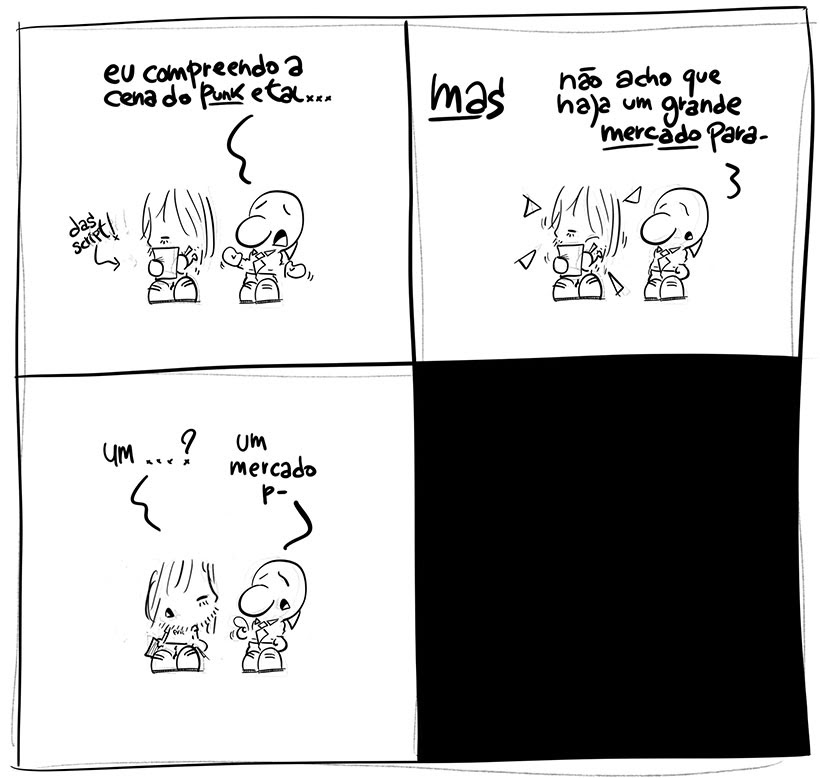 eu compreendo a
cena do Punk e tal...
das
script!
mas
não acho que
haja um grande
mercado para-
um ....?
um
mercado
p-